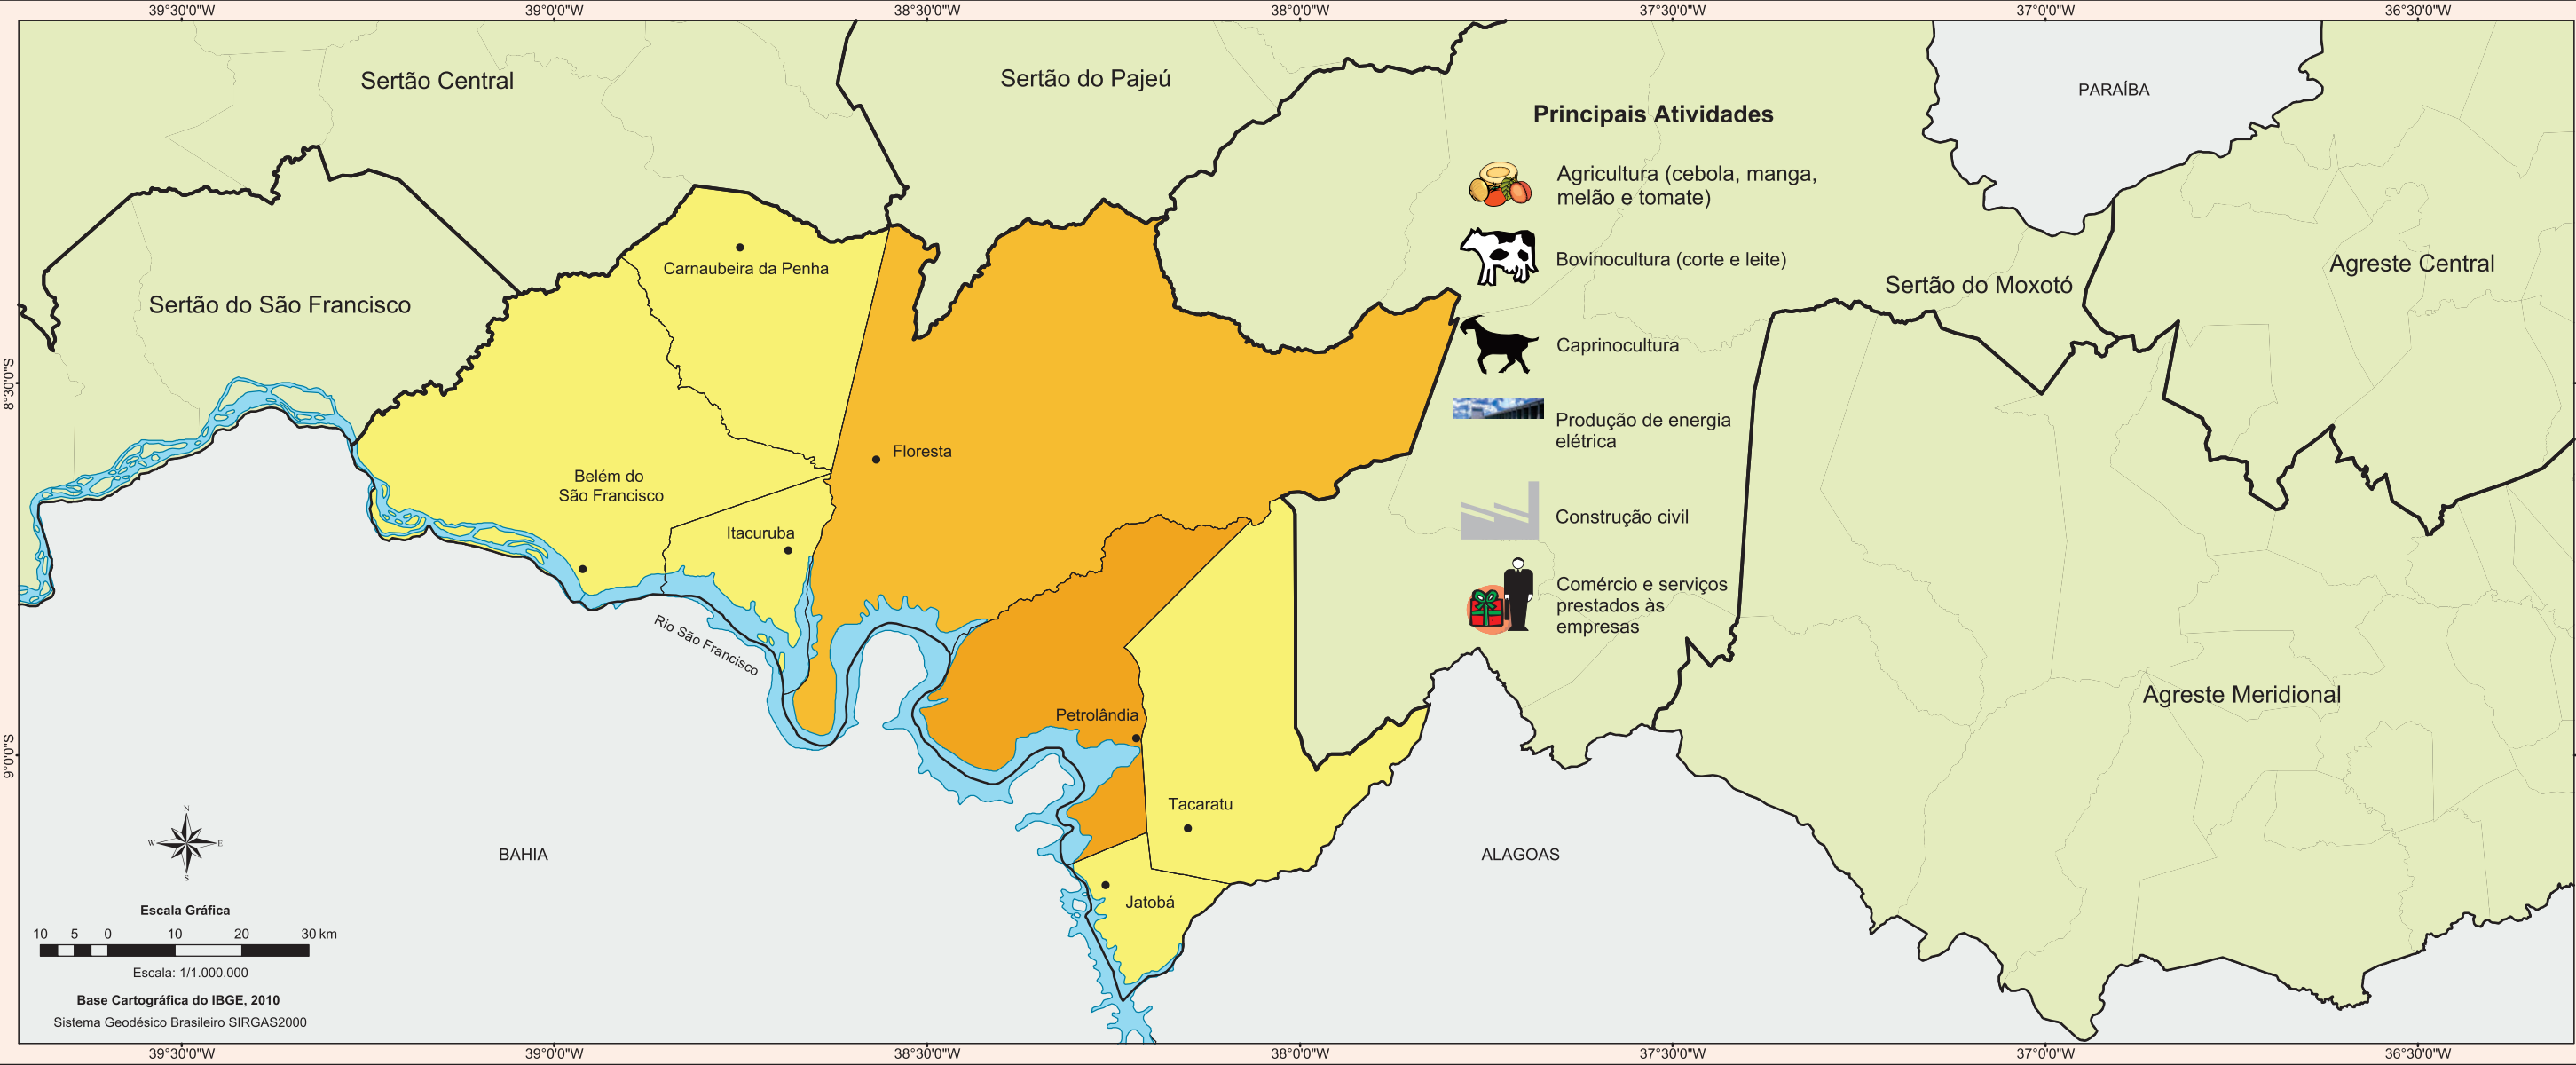 39°30'0"W
39°0'0"W
38°30'0"W
38°0'0"W
37°30'0"W
37°0'0"W
36°30'0"W
Sertão Central
Sertão do Pajeú
PARAÍBA
Principais Atividades
Agricultura (cebola, manga,
melão e tomate)
Bovinocultura (corte e leite)
Caprinocultura
Produção de energia
elétrica
Construção civil
Comércio e serviços
prestados às
empresas
Sertão do São Francisco
Carnaubeira da Penha
Sertão do Moxotó
Agreste Central
8°30'0"S
Floresta
Belém do
São Francisco
Itacuruba
Rio São Francisco
Agreste Meridional
Petrolândia
9°0'0"S
Tacaratu
Jatobá
BAHIA
ALAGOAS
N
W
E
S
Escala Gráfica
10 5 0 10 20 30 km
Escala: 1/1.000.000
Base Cartográfica do IBGE, 2010
Sistema Geodésico Brasileiro SIRGAS2000
39°30'0"W
39°0'0"W
38°30'0"W
38°0'0"W
37°30'0"W
37°0'0"W
36°30'0"W